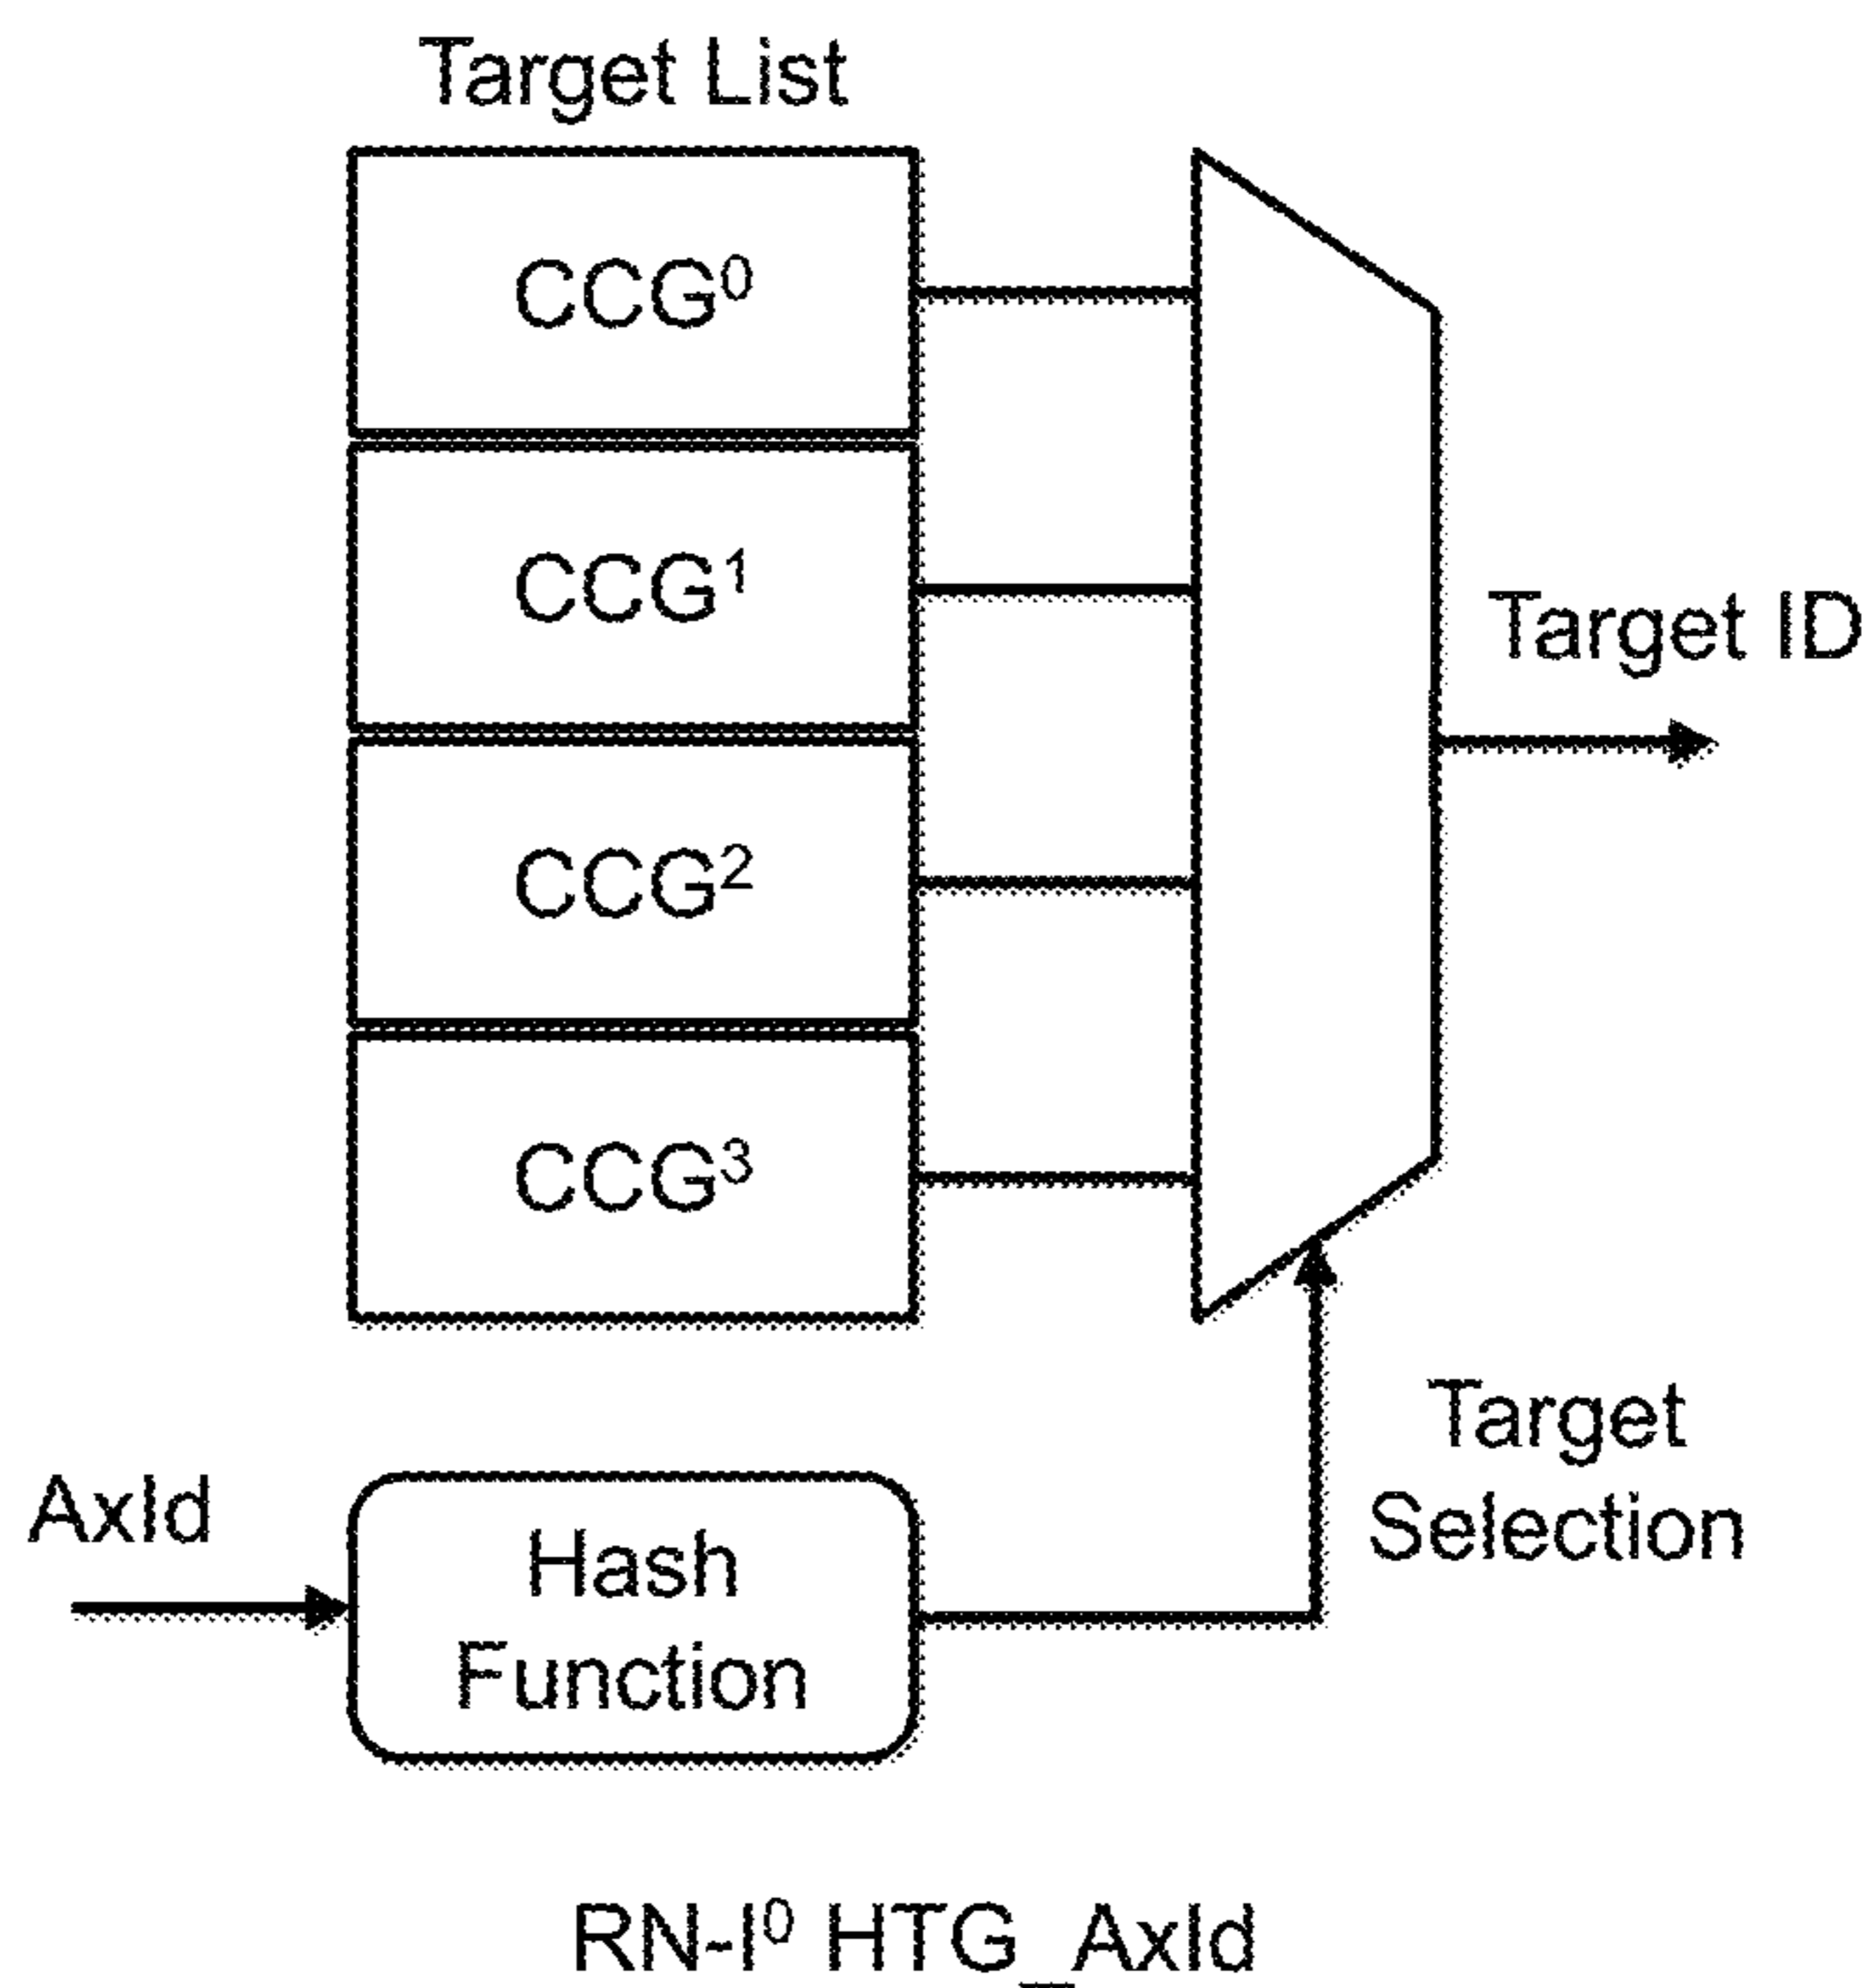 Target List
CCG⁰
CCG¹
CCG²
CCG³
Target ID
Target
Selection
AxId
Hash
Function
RN-I⁰ HTG_AxId